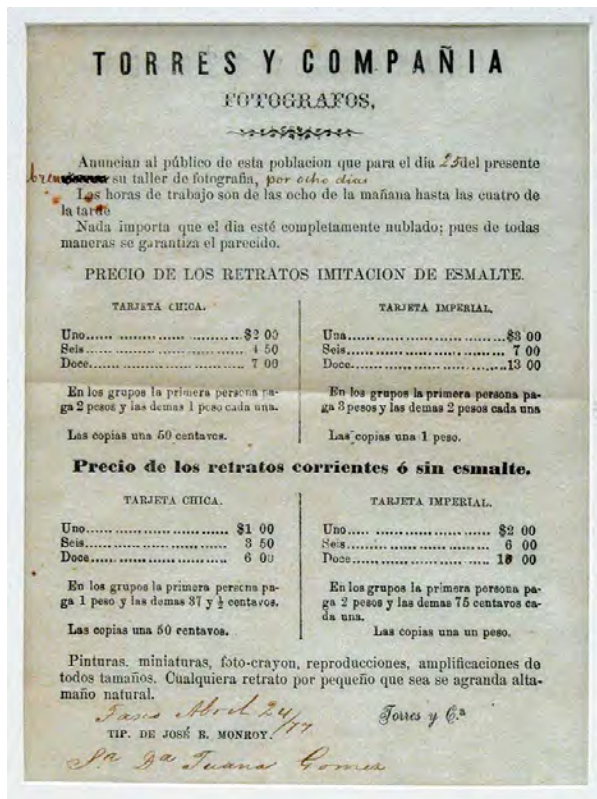 TORRES Y COMPAÑIA
FOTOGRAFOS,
Anuncian al público de esta poblacion que para el dia 25 del presente
su taller de fotografia, por ocho dias
Las horas de trabajo son de las ocho de la mañana hasta las cuatro de
la tarde
Nada importa que el dia esté completamente nublado; pues de todas
maneras se garantiza el parecido.
PRECIO DE LOS RETRATOS IMITACION DE ESMALTE.
TARJETA CHICA.
Uno........................$2 00
Seis........................ 4 50
Doce........................ 7 00
En los grupos la primera persona pa-
ga 2 pesos y las demas 1 peso cada una.
Las copias una 50 centavos.
TARJETA IMPERIAL.
Una........................$3 00
Seis........................ 7 00
Doce........................13 00
En los grupos la primera persona pa-
ga 3 pesos y las demas 2 pesos cada una
Las copias una 1 peso.
Precio de los retratos corrientes ó sin esmalte.
TARJETA CHICA.
Uno........................ $1 00
Seis........................ 3 50
Doce........................ 6 00
En los grupos la primera persona pa-
ga 1 peso y las demas 37 y ½ centavos.
Las copias una 50 centavos.
TARJETA IMPERIAL.
Uno........................ $2 00
Seis........................ 6 00
Doce........................
En los grupos la primera persona pa-
ga 2 pesos y las demas 75 centavos ca-
da una.
Las copias una un peso.
Pinturas. miniaturas, foto-crayon, reproducciones, amplificaciones de
todos tamaños. Cualquiera retrato por pequeño que sea se agranda alta-
maño natural.
Abril 24/77
Torres y C.ª
TIP. DE JOSÉ R. MONROY.
Sra Da Juana Gomez